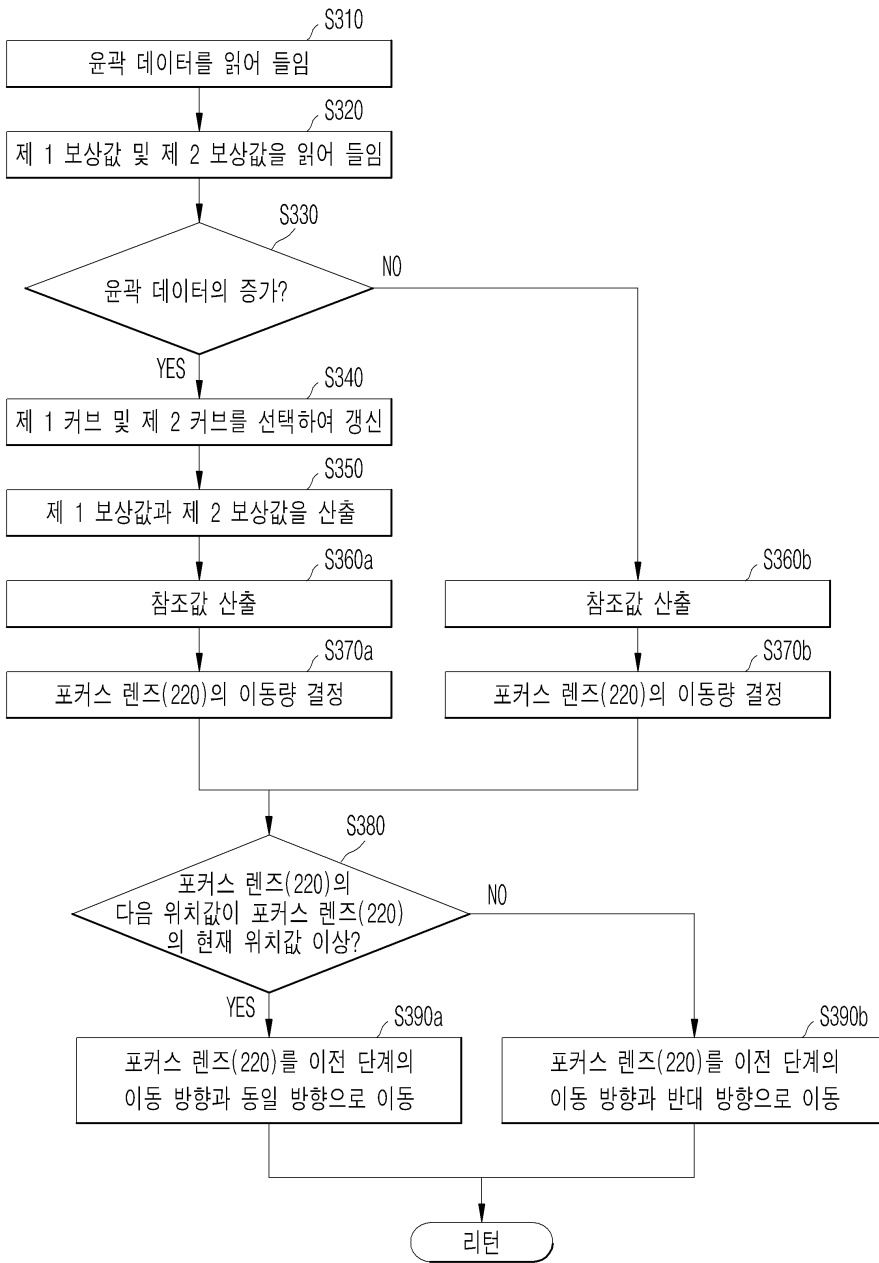 S310
윤곽 데이터를 읽어 들임
S320
제 1 보상값 및 제 2 보상값을 읽어 들임
S330
윤곽 데이터의 증가?
NO
YES
S340
제 1 커브 및 제 2 커브를 선택하여 갱신
S350
제 1 보상값과 제 2 보상값을 산출
S360a
참조값 산출
S360b
참조값 산출
S370a
포커스 렌즈(220)의 이동량 결정
S370b
포커스 렌즈(220)의 이동량 결정
S380
포커스 렌즈(220)의
다음 위치값이 포커스 렌즈(220)
의 현재 위치값 이상?
NO
YES
S390a
포커스 렌즈(220)를 이전 단계의
이동 방향과 동일 방향으로 이동
S390b
포커스 렌즈(220)를 이전 단계의
이동 방향과 반대 방향으로 이동
리턴